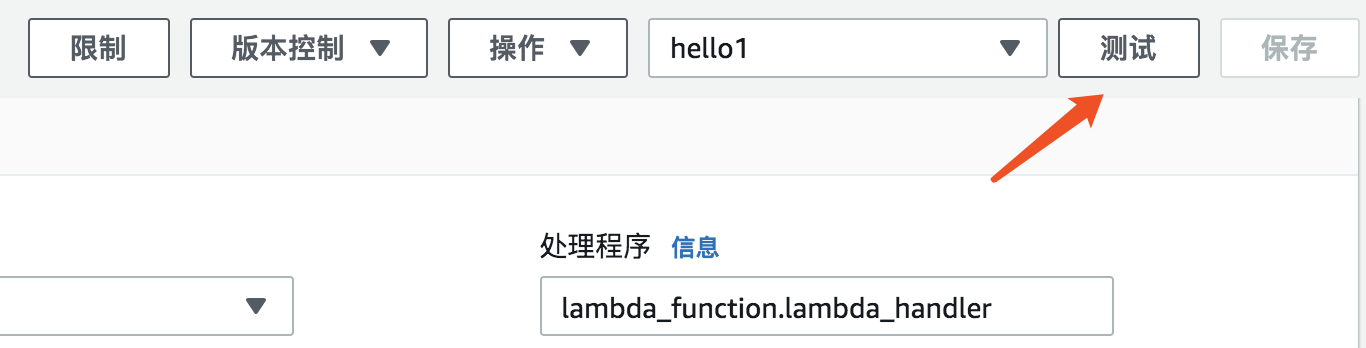 限制 版本控制 操作 hello1 测试 保存
处理程序 信息
lambda_function.lambda_handler